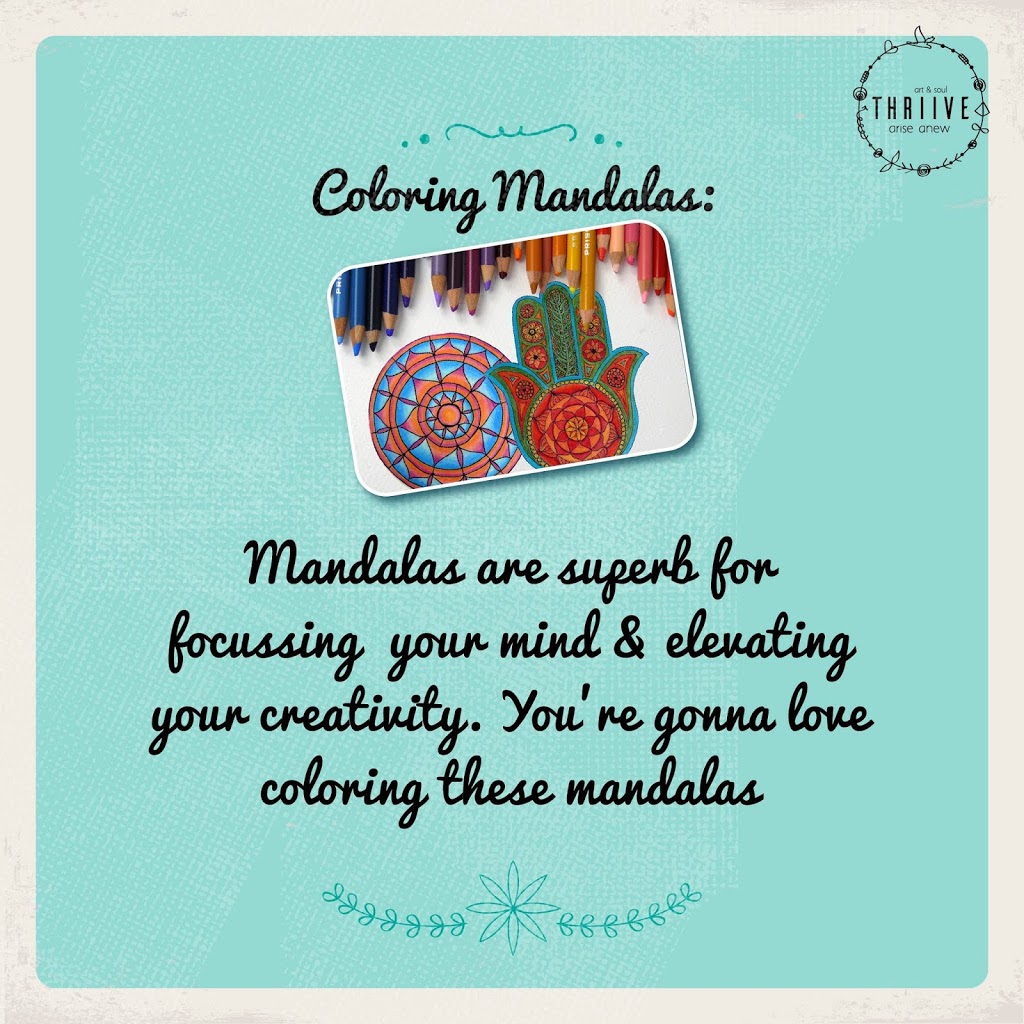 art & soul
THRIIVE
arise anew
Coloring Mandalas:
Mandalas are superb for
focussing your mind & elevating
your creativity. You're gonna love
coloring these mandalas